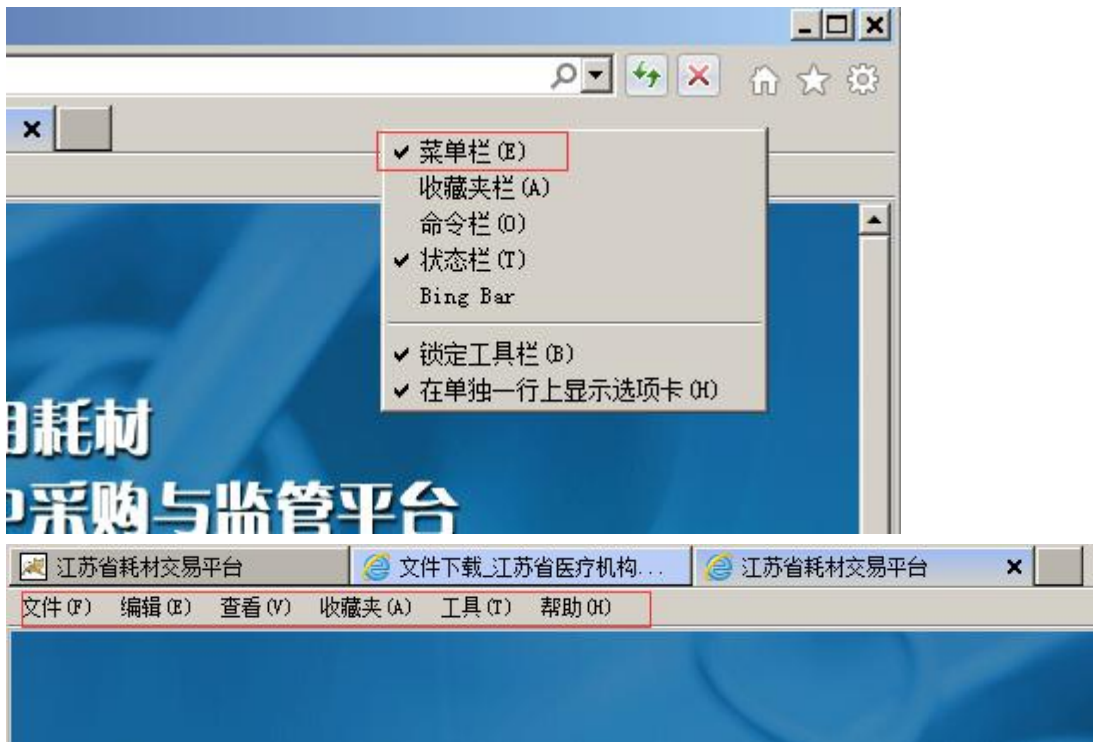 菜单栏(E)
收藏夹栏(A)
命令栏(O)
状态栏(T)
Bing Bar
锁定工具栏(B)
在单独一行上显示选项卡(H)
用耗材
中采购与监管平台
江苏省耗材交易平台 文件下载_江苏省医疗机构... 江苏省耗材交易平台
文件(F) 编辑(E) 查看(V) 收藏夹(A) 工具(T) 帮助(H)